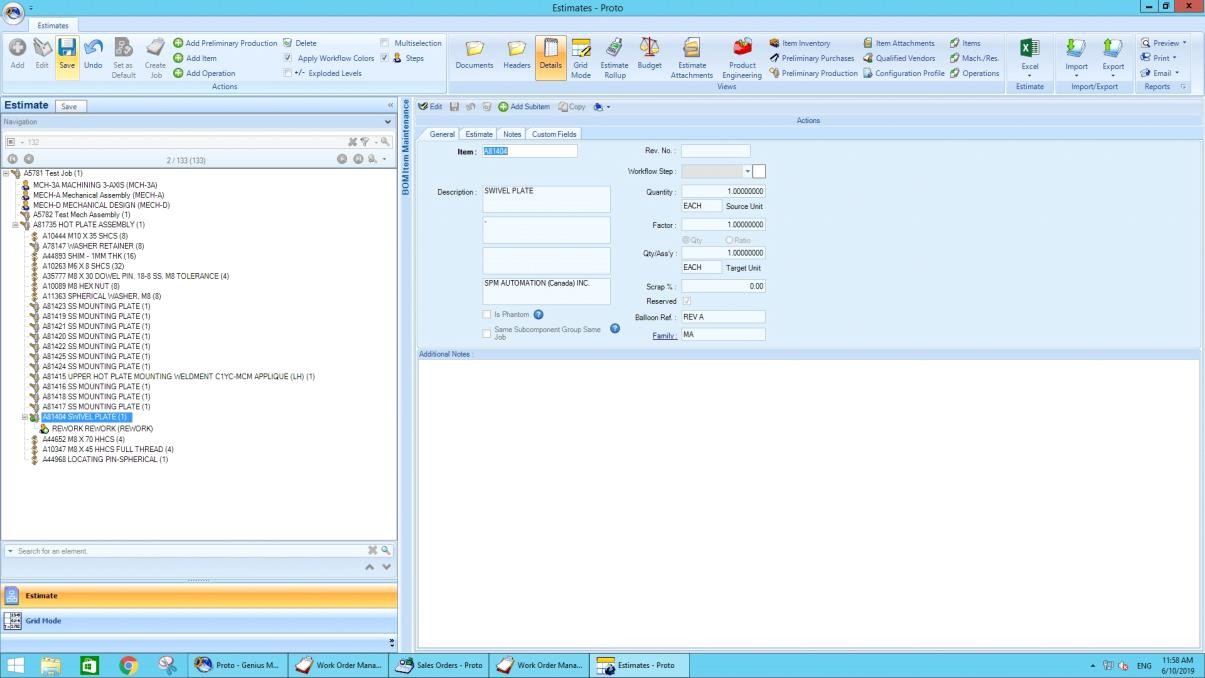 Estimates - Proto
Estimates
Add
Edit
Save
Undo
Set as Default
Create Job
Add Preliminary Production
Add Item
Add Operation
Delete
Apply Workflow Colors
+/- Exploded Levels
Multiselection
Steps
Actions
Documents
Headers
Details
Grid Mode
Estimate Rollup
Budget
Estimate Attachments
Product Engineering
Item Inventory
Preliminary Purchases
Preliminary Production
Item Attachments
Qualified Vendors
Configuration Profile
Items
Mach./Res.
Operations
Views
Excel
Estimate
Import
Export
Import/Export
Preview
Print
Email
Reports
Estimate
Save
Navigation
132
2 / 133 (133)
A5781 Test Job (1)
MCH-3A MACHINING 3-AXIS (MCH-3A)
MECH-A Mechanical Assembly (MECH-A)
MECH-D MECHANICAL DESIGN (MECH-D)
A5782 Test Mech Assembly (1)
A81735 HOT PLATE ASSEMBLY (1)
A10444 M10 X 35 SHCS (8)
A78147 WASHER RETAINER (8)
A44893 SHIM - 1MM THK (16)
A10263 M6 X 8 SHCS (32)
A35777 M8 X 30 DOWEL PIN, 18-8 SS, M8 TOLERANCE (4)
A10089 M8 HEX NUT (8)
A11363 SPHERICAL WASHER, M8 (8)
A81423 SS MOUNTING PLATE (1)
A81419 SS MOUNTING PLATE (1)
A81421 SS MOUNTING PLATE (1)
A81420 SS MOUNTING PLATE (1)
A81422 SS MOUNTING PLATE (1)
A81425 SS MOUNTING PLATE (1)
A81424 SS MOUNTING PLATE (1)
A81415 UPPER HOT PLATE MOUNTING WELDMENT C1YC-MCM APPLIQUE (LH) (1)
A81416 SS MOUNTING PLATE (1)
A81418 SS MOUNTING PLATE (1)
A81417 SS MOUNTING PLATE (1)
A81404 SWIVEL PLATE (1)
REWORK REWORK (REWORK)
A44652 M8 X 70 HHCS (4)
A10347 M8 X 45 HHCS FULL THREAD (4)
A44968 LOCATING PIN-SPHERICAL (1)
Search for an element.
Estimate
Grid Mode
BOM Item Maintenance
Edit
Add Subitem
Copy
Actions
General
Estimate
Notes
Custom Fields
Item :
A81404
Description :
SWIVEL PLATE
-
SPM AUTOMATION (Canada) INC.
Is Phantom
Same Subcomponent Group Same Job
Rev. No. :
Workflow Step :
Quantity :
1.00000000
EACH
Source Unit
Factor :
1.00000000
Qty
Ratio
Qty/Ass'y :
1.00000000
EACH
Target Unit
Scrap % :
0.00
Reserved
Balloon Ref. :
REV A
Family :
MA
Additional Notes :
Proto - Genius M...
Work Order Mana...
Sales Orders - Proto
Work Order Mana...
Estimates - Proto
ENG
11:58 AM
6/10/2019